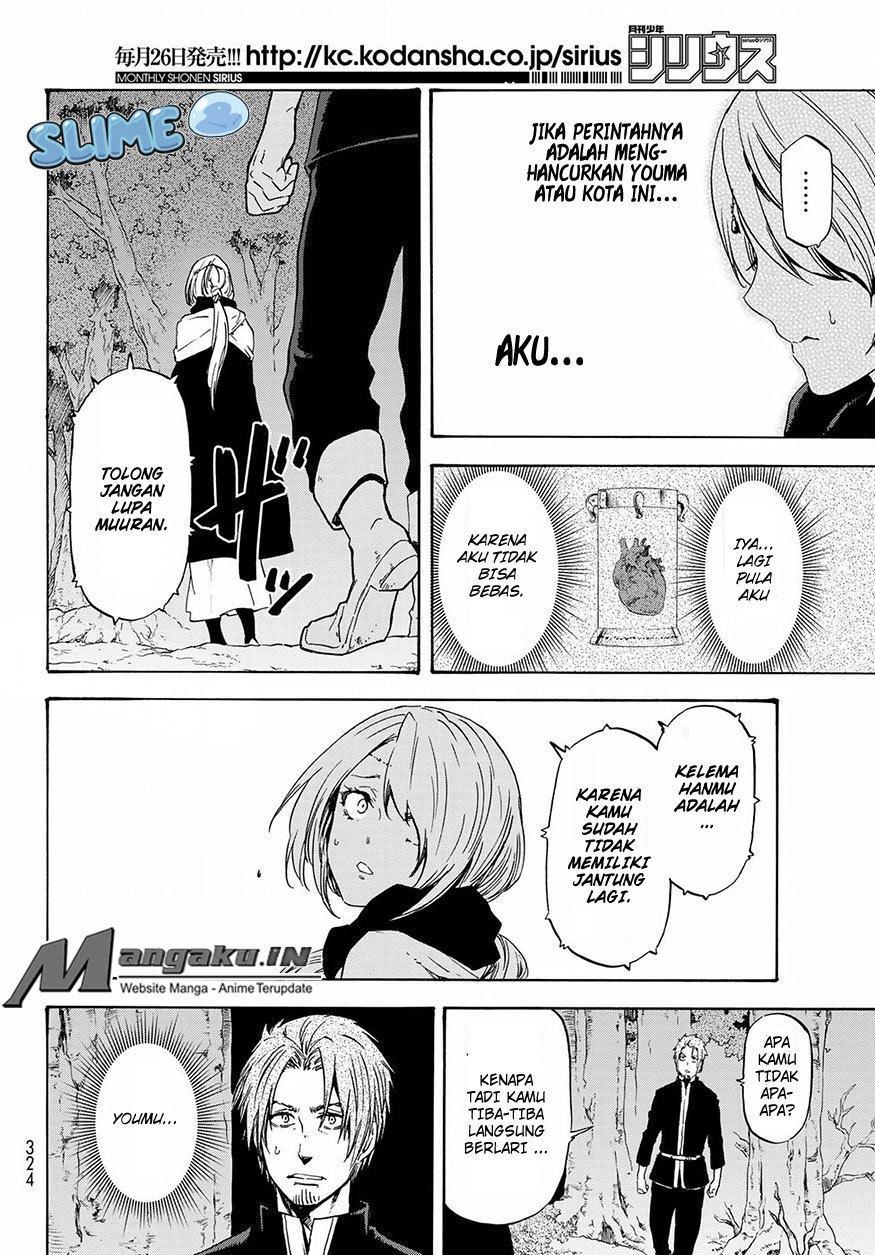 毎月26日発売!!! http://kc.kodansha.co.jp/sirius
MONTHLY SHONEN SIRIUS
月刊少年
シリウス
SLIME
......
JIKA PERINTAHNYA
ADALAH MENG-
HANCURKAN YOUMA
ATAU KOTA INI...
AKU...
IYA...
LAGI
PULA
AKU
KARENA
AKU TIDAK
BISA
BEBAS.
TOLONG
JANGAN
LUPA
MUURAN.
ザッ
KELEMA
HANMU
ADALAH
...
KARENA
KAMU
SUDAH
TIDAK
MEMILIKI
JANTUNG
LAGI.
Mangaku.IN
Website Manga - Anime Terupdate
APA
KAMU
TIDAK
APA-
APA?
KENAPA
TADI KAMU
TIBA-TIBA
LANGSUNG
BERLARI ...
YOUMU...
324